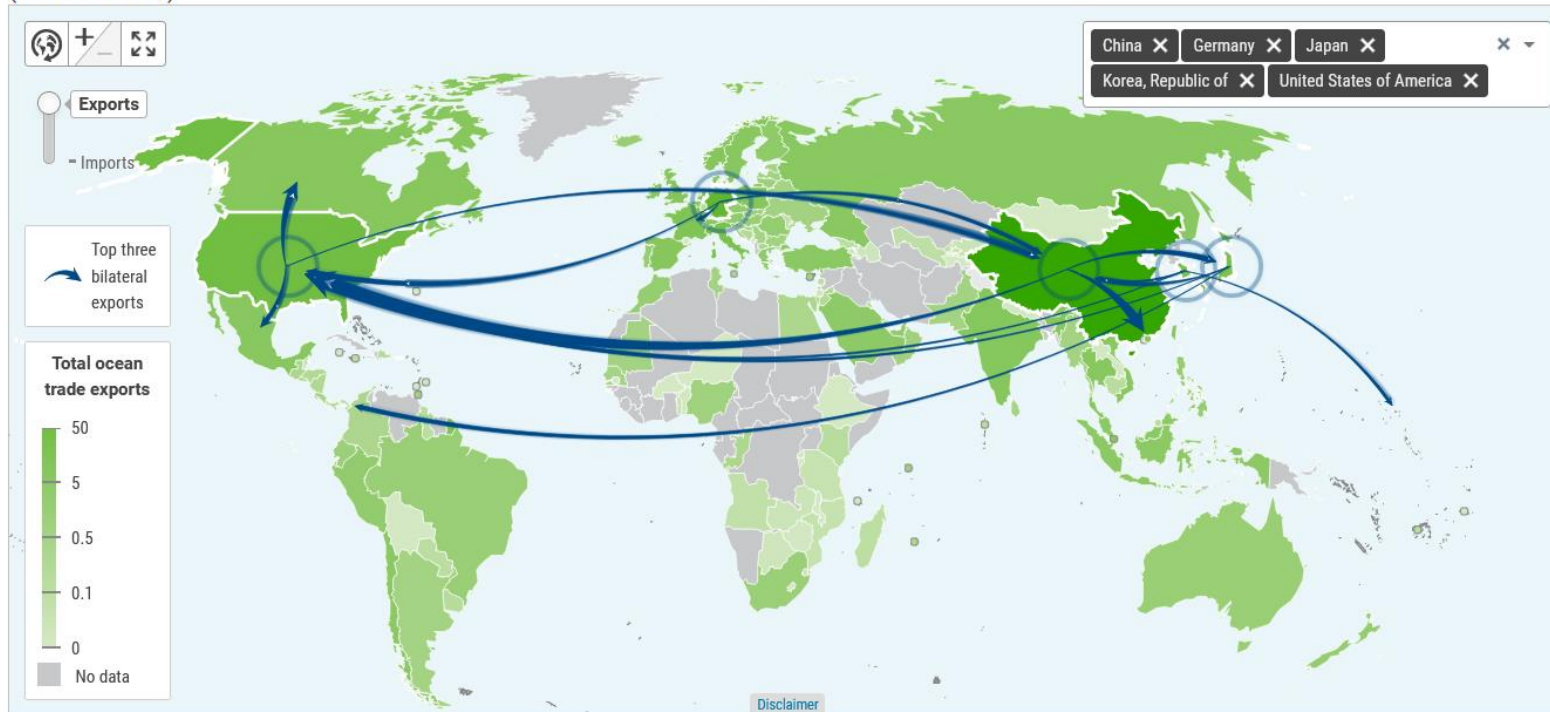 Exports
Imports
China
Germany
Japan
Korea, Republic of
United States of America
Top three
bilateral
exports
Total ocean
trade exports
50
5
0.5
0.1
0
No data
Disclaimer